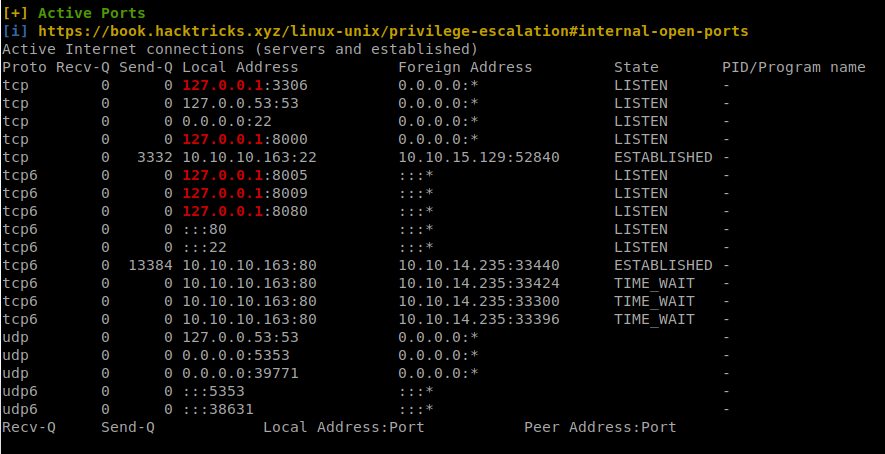 [+] Active Ports
[i] https://book.hacktricks.xyz/linux-unix/privilege-escalation#internal-open-ports
Active Internet connections (servers and established)
Proto Recv-Q Send-Q Local Address           Foreign Address         State       PID/Program name
tcp        0      0 127.0.0.1:3306          0.0.0.0:*               LISTEN      -
tcp        0      0 127.0.0.53:53           0.0.0.0:*               LISTEN      -
tcp        0      0 0.0.0.0:22              0.0.0.0:*               LISTEN      -
tcp        0      0 127.0.0.1:8000          0.0.0.0:*               LISTEN      -
tcp        0   3332 10.10.10.163:22         10.10.15.129:52840      ESTABLISHED -
tcp6       0      0 127.0.0.1:8005          :::*                    LISTEN      -
tcp6       0      0 127.0.0.1:8009          :::*                    LISTEN      -
tcp6       0      0 127.0.0.1:8080          :::*                    LISTEN      -
tcp6       0      0 :::80                   :::*                    LISTEN      -
tcp6       0      0 :::22                   :::*                    LISTEN      -
tcp6       0  13384 10.10.10.163:80         10.10.14.235:33440      ESTABLISHED -
tcp6       0      0 10.10.10.163:80         10.10.14.235:33424      TIME_WAIT   -
tcp6       0      0 10.10.10.163:80         10.10.14.235:33300      TIME_WAIT   -
tcp6       0      0 10.10.10.163:80         10.10.14.235:33396      TIME_WAIT   -
udp        0      0 127.0.0.53:53           0.0.0.0:*                           -
udp        0      0 0.0.0.0:5353            0.0.0.0:*                           -
udp        0      0 0.0.0.0:39771           0.0.0.0:*                           -
udp6       0      0 :::5353                 :::*                                -
udp6       0      0 :::38631                :::*                                -
Recv-Q     Send-Q            Local Address:Port           Peer Address:Port